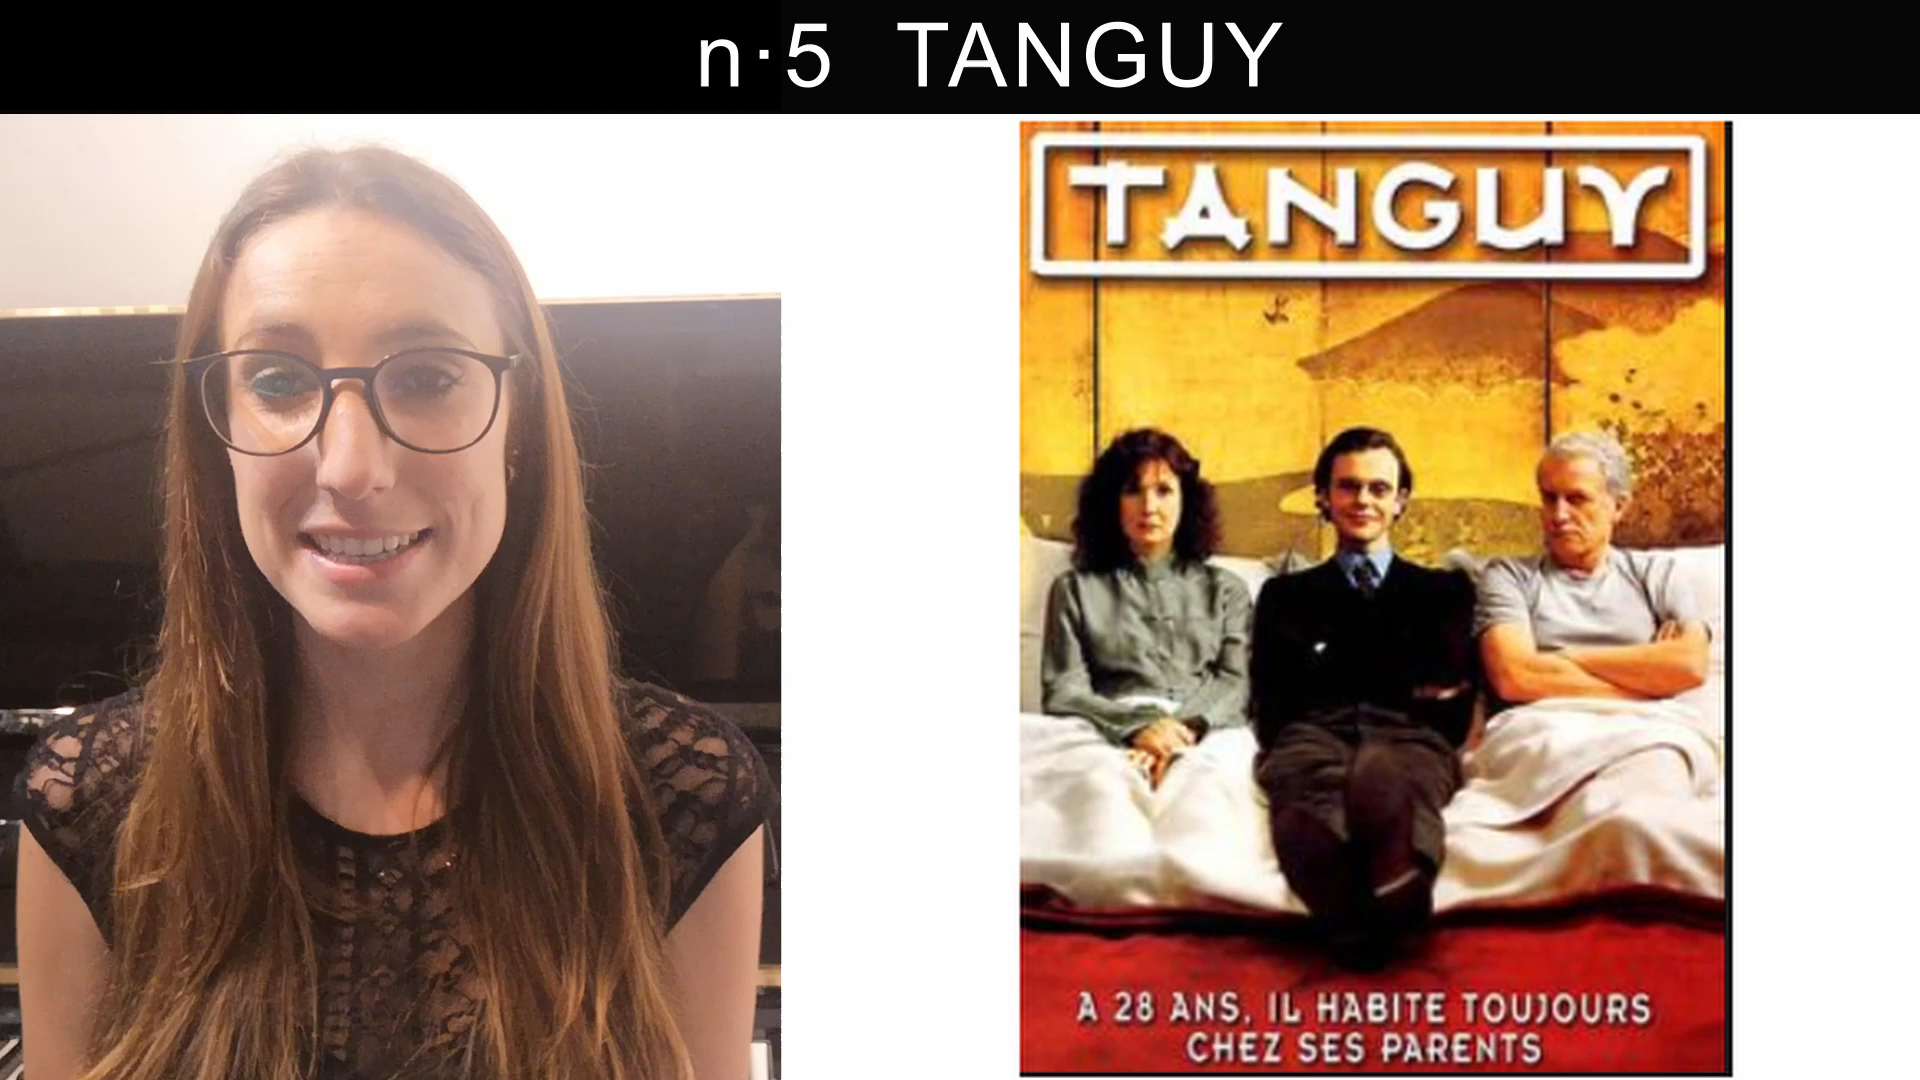 n·5 TANGUY
TANGUY
A 28 ANS, IL HABITE TOUJOURS
CHEZ SES PARENTS